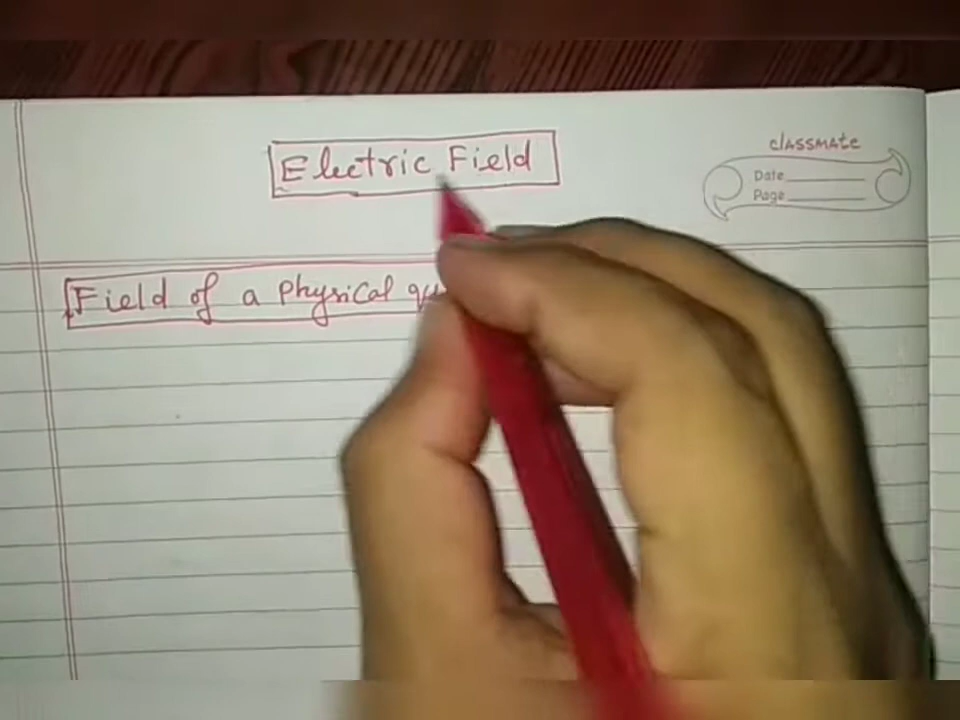 Electric Field
classmate
Date
Page
Field of a physical